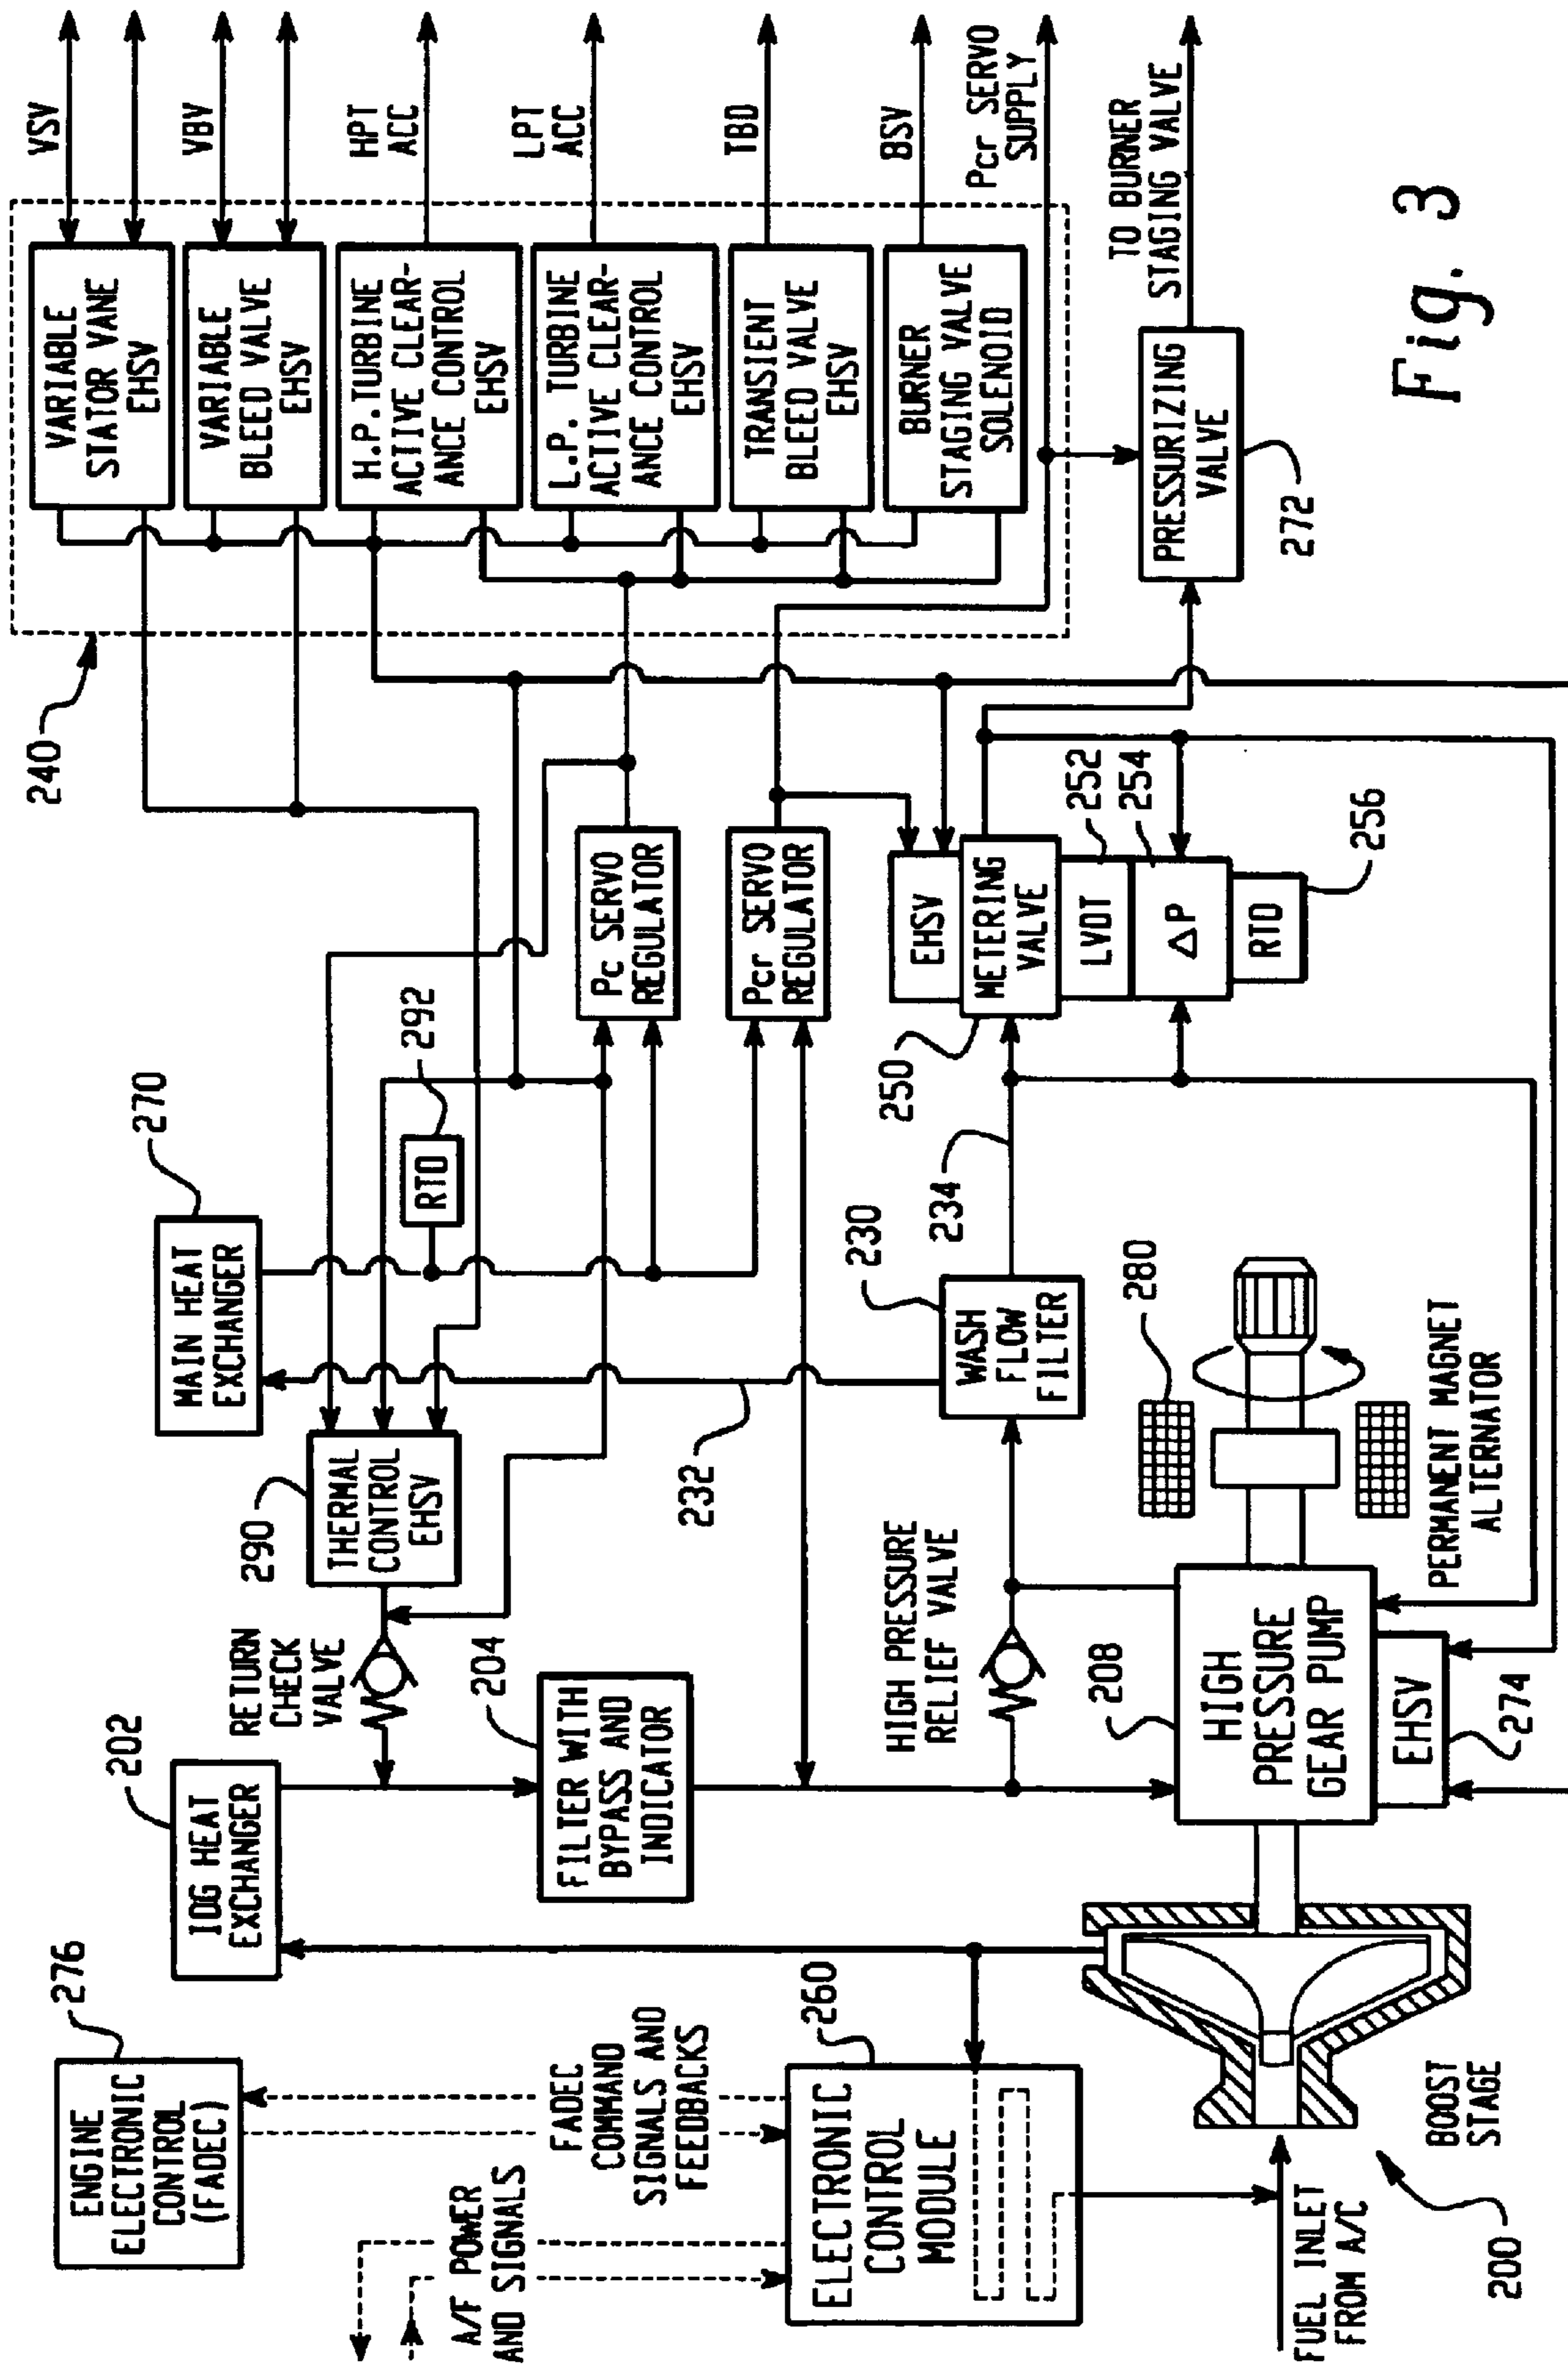 276
ENGINE
ELECTRONIC
CONTROL
(FADEC)
202
IDG HEAT
EXCHANGER
RETURN
CHECK
VALVE
290
THERMAL
CONTROL
EHSV
270
MAIN HEAT
EXCHANGER
292
RTD
240
VARIABLE
STATOR VANE
EHSV
VSV
VARIABLE
BLEED VALVE
EHSV
VBV
H.P. TURBINE
ACTIVE CLEAR-
ANCE CONTROL
EHSV
HPT
ACC
L.P. TURBINE
ACTIVE CLEAR-
ANCE CONTROL
EHSV
LPT
ACC
TRANSIENT
BLEED VALVE
EHSV
TBD
BURNER
STAGING VALVE
SOLENOID
BSV
Pcr SERVO
SUPPLY
A/F POWER
AND SIGNALS
FADEC
COMMAND
SIGNALS AND
FEEDBACKS
204
FILTER WITH
BYPASS AND
INDICATOR
232
Pc SERVO
REGULATOR
Pcr SERVO
REGULATOR
260
ELECTRONIC
CONTROL
MODULE
HIGH PRESSURE
RELIEF VALVE
230
WASH
FLOW
FILTER
234
250
EHSV
METERING
VALVE
LVDT
252
ΔP
254
RTD
256
TO BURNER
STAGING VALVE
PRESSURIZING
VALVE
272
FUEL INLET
FROM A/C
200
BOOST
STAGE
208
HIGH
PRESSURE
GEAR PUMP
EHSV
274
280
PERMANENT MAGNET
ALTERNATOR
Fig. 3